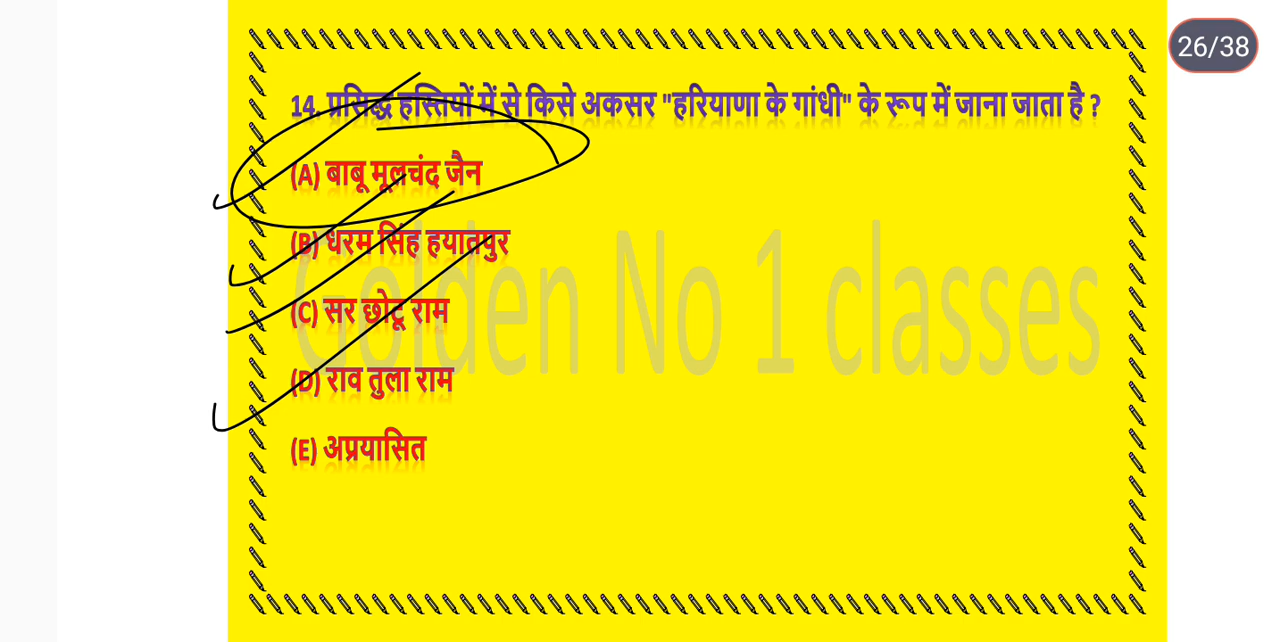 26/38
14. प्रसिद्ध हस्तियों में से किसे अकसर "हरियाणा के गांधी" के रूप में जाना जाता है ?
(A) बाबू मूलचंद जैन
(B) धरम सिंह हयातपुर
(C) सर छोटू राम
(D) राव तुला राम
(E) अप्रयासित
Golden No 1 classes